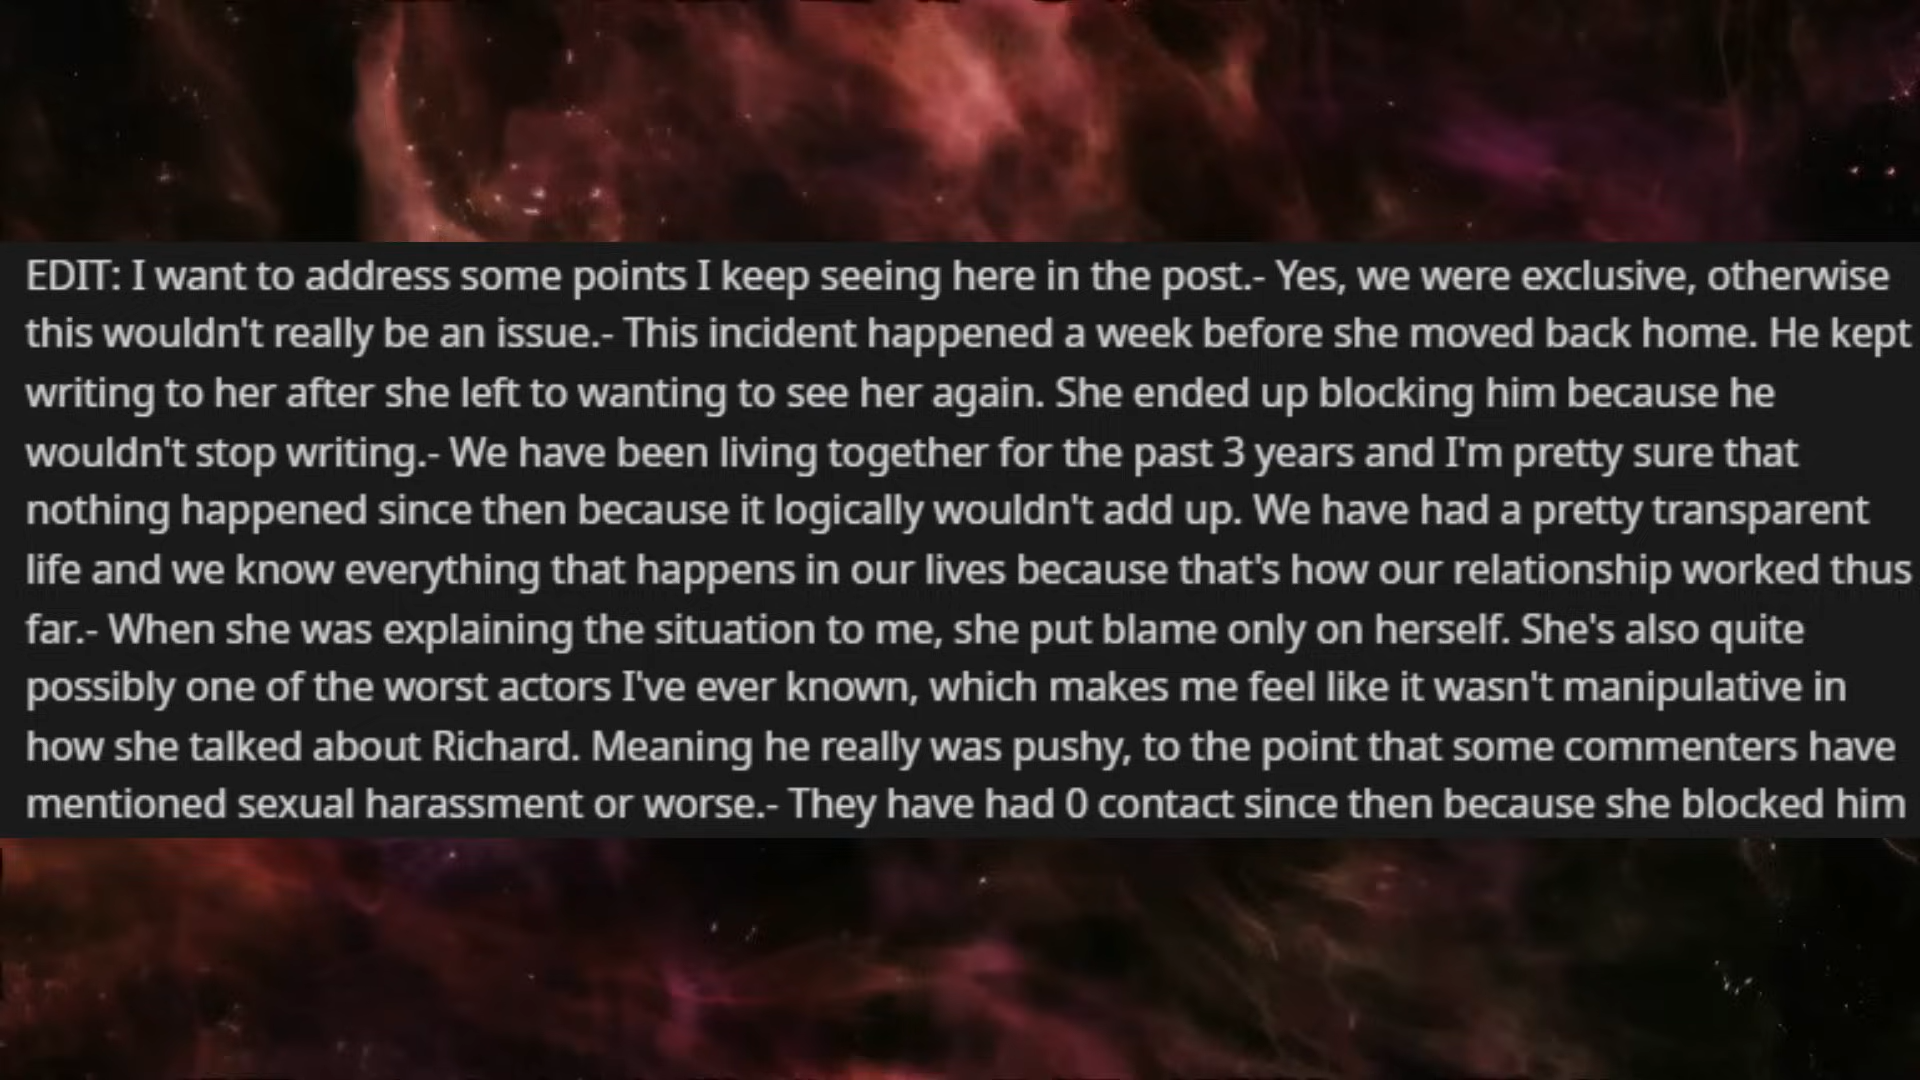 EDIT: I want to address some points I keep seeing here in the post.- Yes, we were exclusive, otherwise
this wouldn't really be an issue.- This incident happened a week before she moved back home. He kept
writing to her after she left to wanting to see her again. She ended up blocking him because he
wouldn't stop writing.- We have been living together for the past 3 years and I'm pretty sure that
nothing happened since then because it logically wouldn't add up. We have had a pretty transparent
life and we know everything that happens in our lives because that's how our relationship worked thus
far.- When she was explaining the situation to me, she put blame only on herself. She's also quite
possibly one of the worst actors I've ever known, which makes me feel like it wasn't manipulative in
how she talked about Richard. Meaning he really was pushy, to the point that some commenters have
mentioned sexual harassment or worse.- They have had 0 contact since then because she blocked him